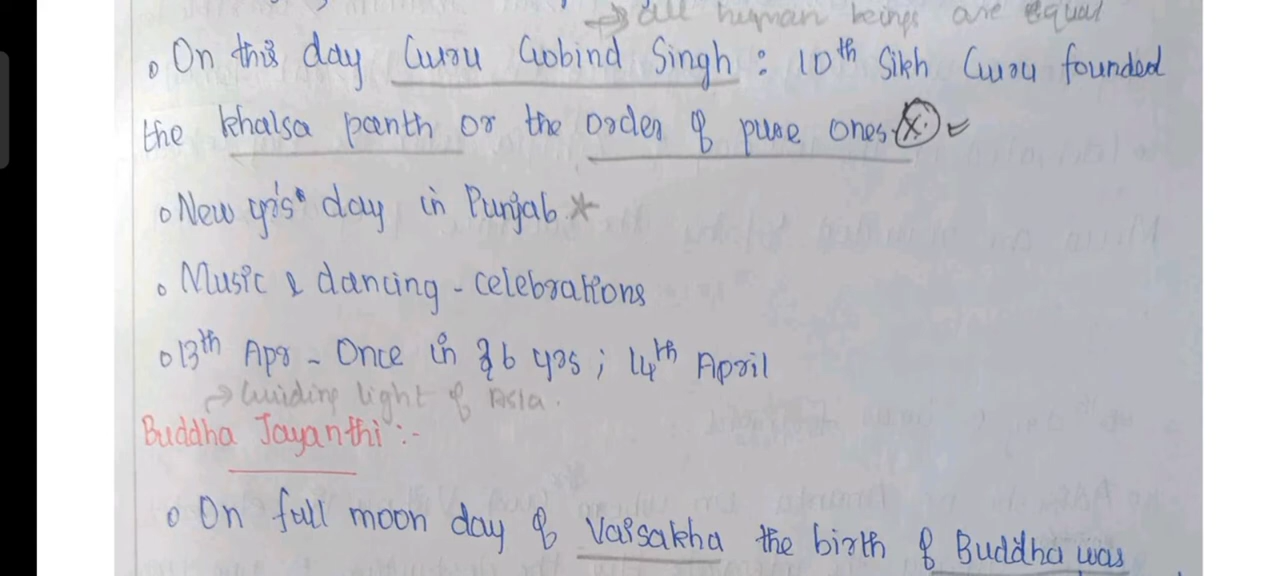 → all human beings are equal
• On this day Guru Gobind Singh : 10th Sikh Guru founded
the khalsa panth or the order of pure ones.
• New yr's day in Punjab *
• Music & dancing - celebrations
• 13th Apr - Once in 36 yrs ; 14th April
→ Guiding light of Asia.
Buddha Jayanthi :-
• On full moon day of Vaisakha the birth of Buddha was